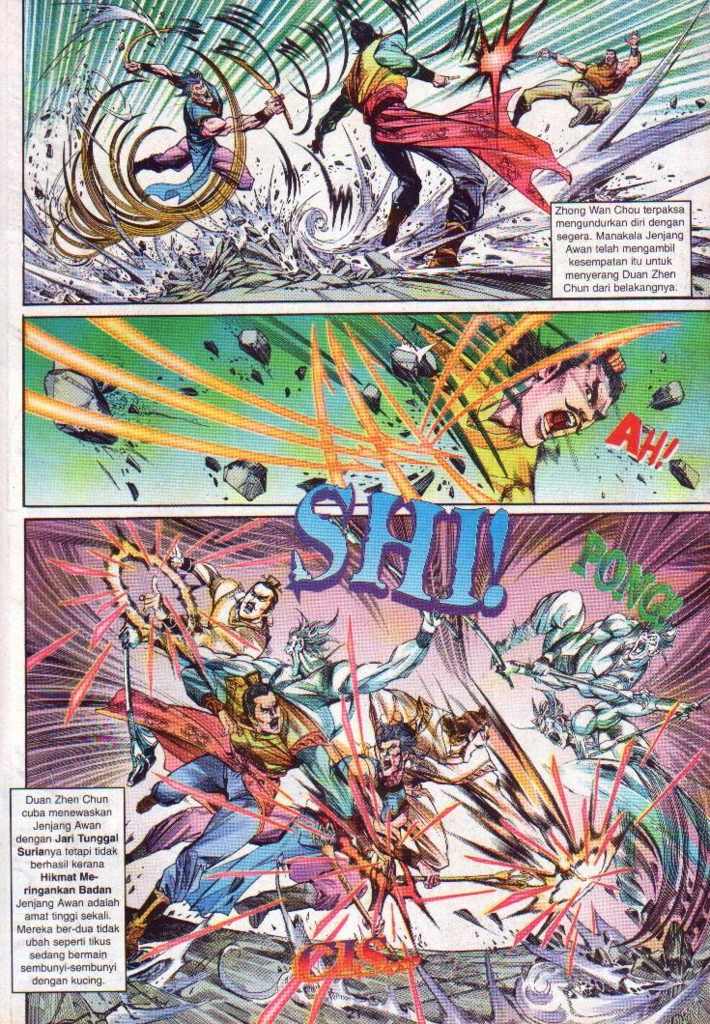 SHI
Zhong Wan Chou terpaksa
mengundurkan diri dengan
segera. Manakala Jenjang
Awan telah mengambil
kesempatan itu untuk
menyerang Duan Zhen
Chun dari belakangnya.
AH!
SHI!
PONG!
Duan Zhen Chun
cuba menewaskan
Jenjang Awan
dengan Jari Tunggal
Surianya tetapi tidak
berhasil kerana
Hikmat Me-
ringankan Badan
Jenjang Awan adalah
amat tinggi sekali.
Mereka ber-dua tidak
ubah seperti tikus
sedang bermain
sembunyi-sembunyi
dengan kucing.
CIS..
21